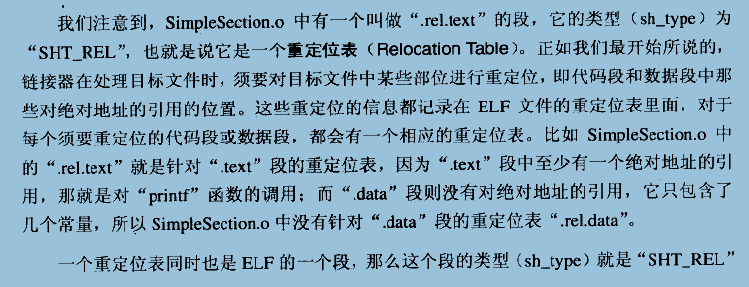 我们注意到，SimpleSection.o 中有一个叫做“.rel.text”的段，它的类型（sh_type）为
“SHT_REL”，也就是说它是一个重定位表（Relocation Table）。正如我们最开始所说的，
链接器在处理目标文件时，须要对目标文件中某些部位进行重定位，即代码段和数据段中那
些对绝对地址的引用的位置。这些重定位的信息都记录在 ELF 文件的重定位表里面，对于
每个须要重定位的代码段或数据段，都会有一个相应的重定位表。比如 SimpleSection.o 中
的“.rel.text”就是针对“.text”段的重定位表，因为“.text”段中至少有一个绝对地址的引
用，那就是对“printf”函数的调用；而“.data”段则没有对绝对地址的引用，它只包含了
几个常量，所以 SimpleSection.o 中没有针对“.data”段的重定位表“.rel.data”。
一个重定位表同时也是 ELF 的一个段，那么这个段的类型（sh_type）就是“SHT_REL”